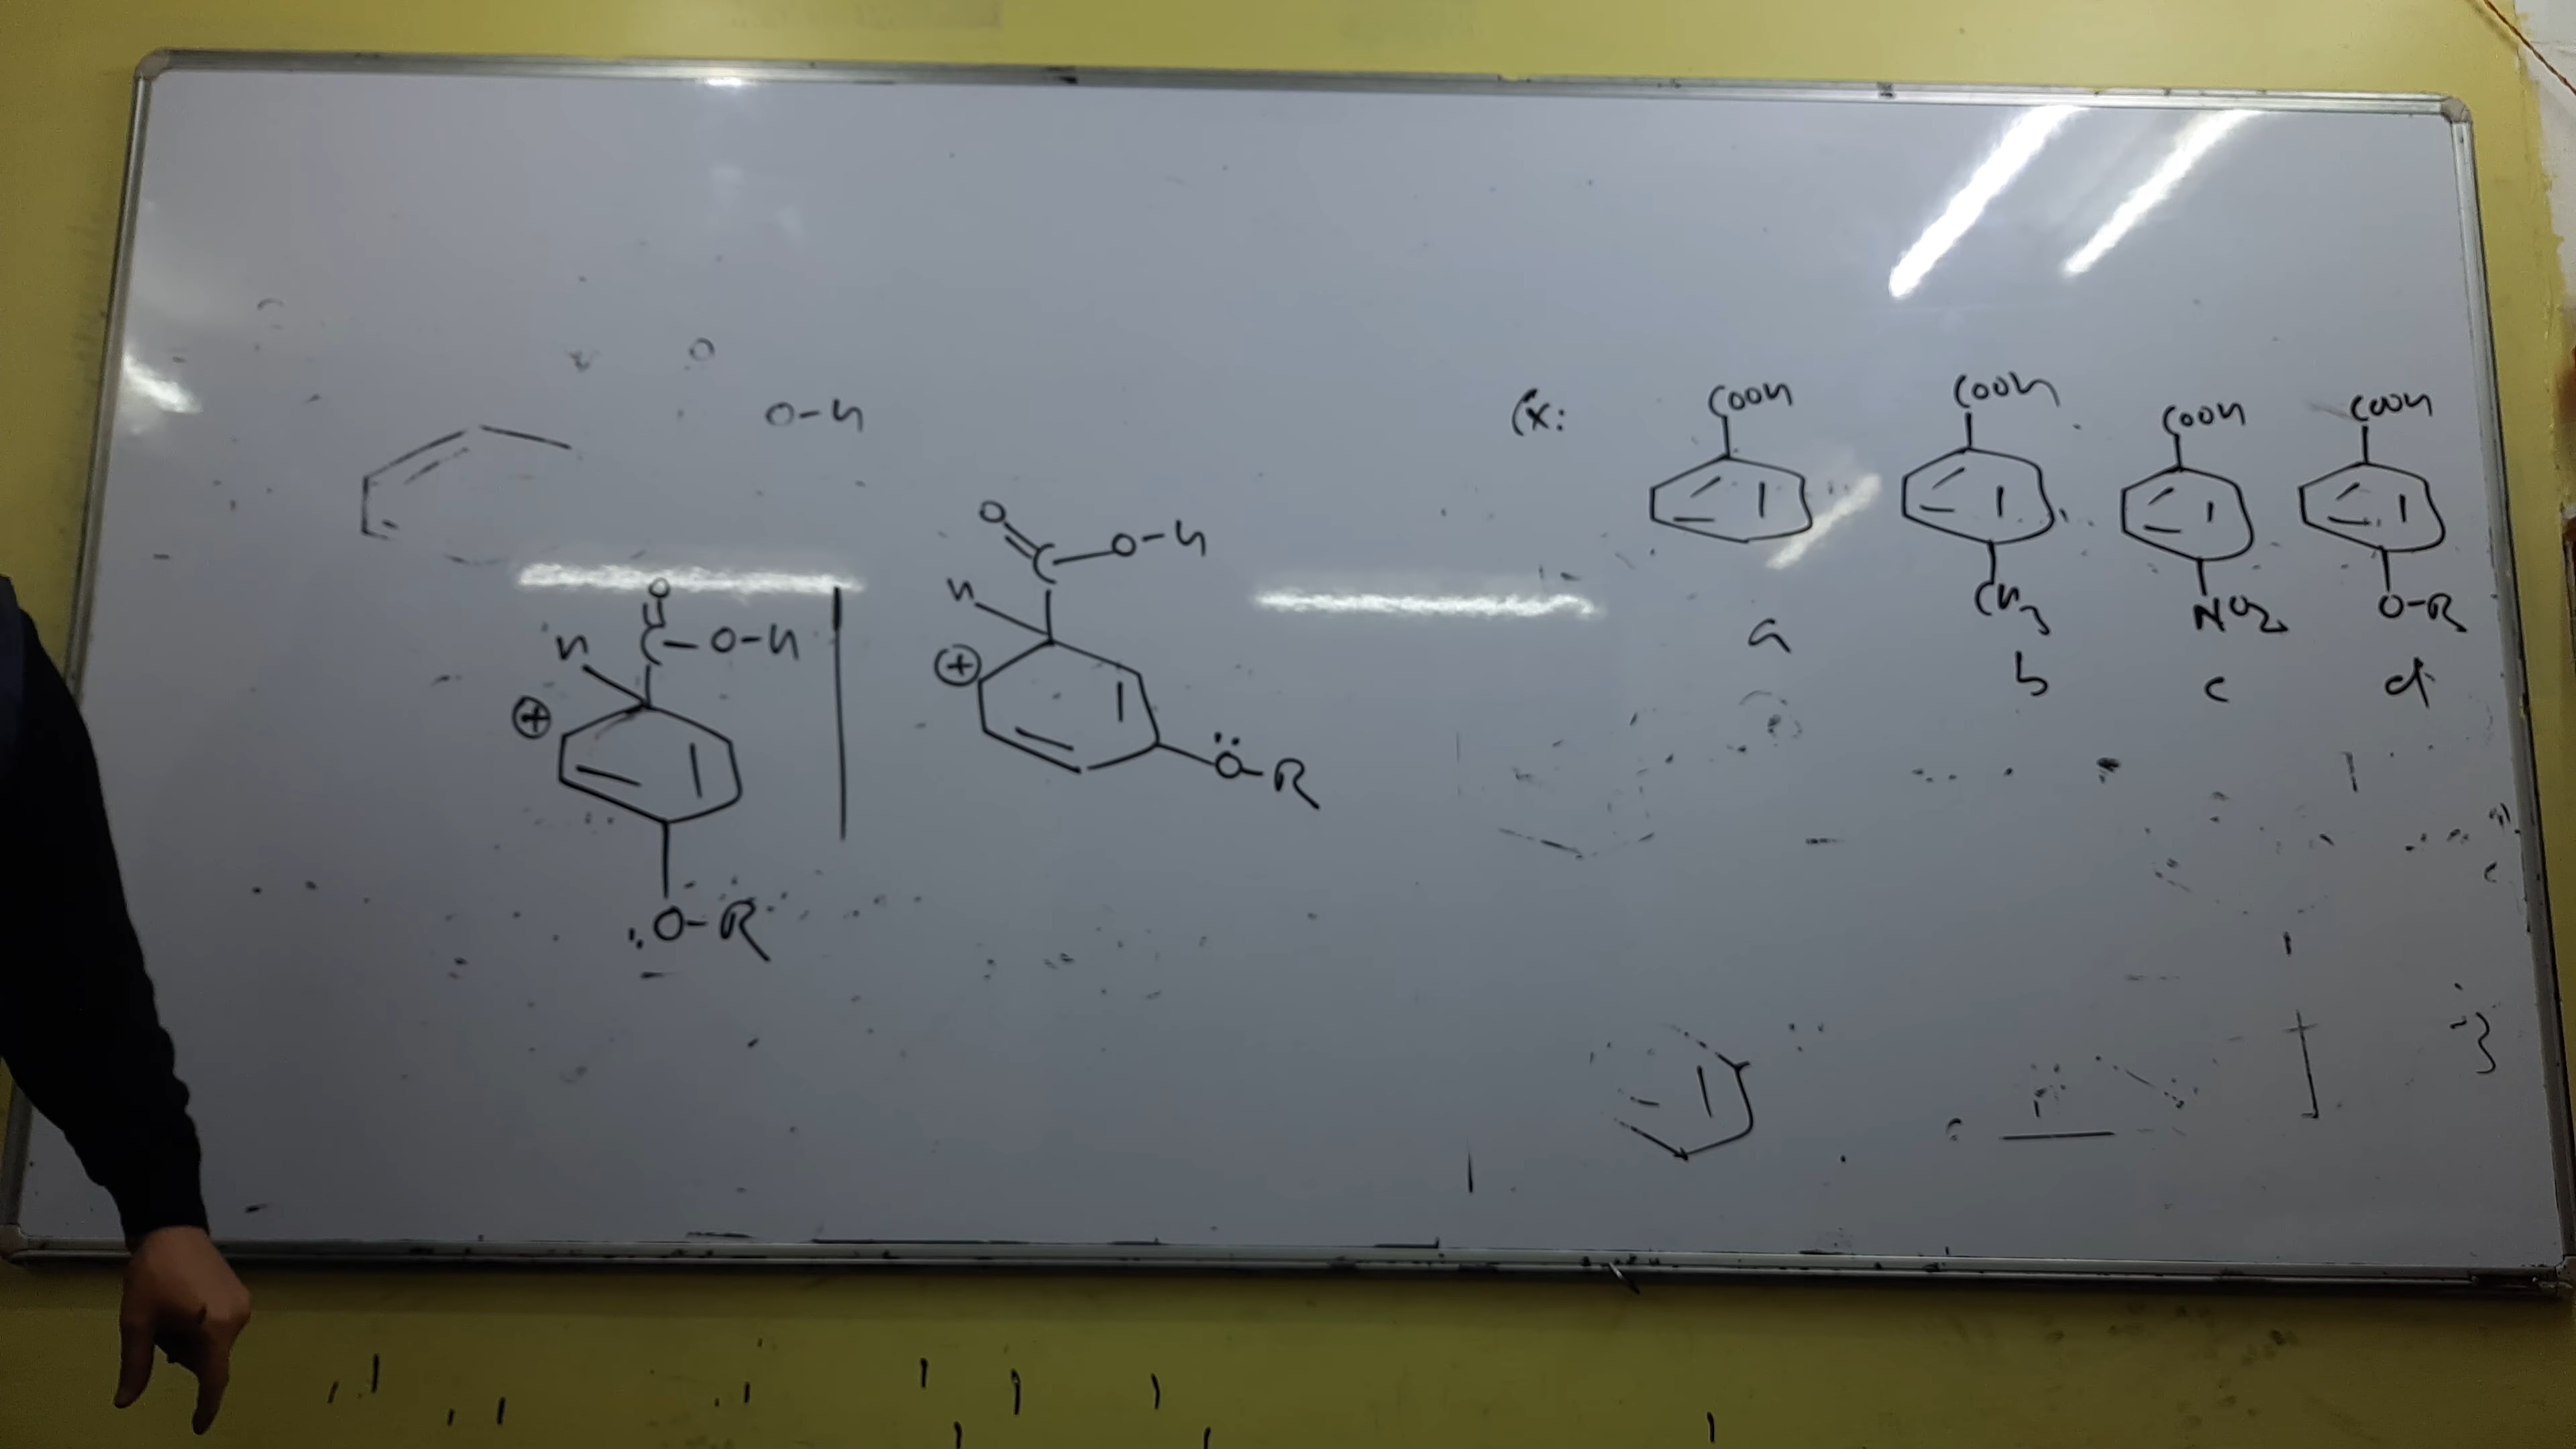 O-H
O
C-O-H
H
⊕
:O-R
O
C
O-H
H
⊕
Ö-R
Ex:
COOH COOH COOH COOH
CH3 NO2 O-R
a b c d